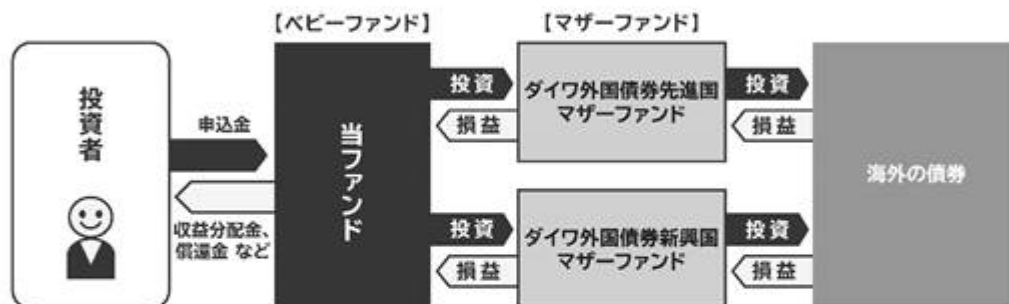 【ベビーファンド】
【マザーファンド】
投資者
申込金
収益分配金、
償還金 など
当ファンド
投資
損益
ダイワ外国債券先進国
マザーファンド
投資
損益
投資
損益
ダイワ外国債券新興国
マザーファンド
投資
損益
海外の債券